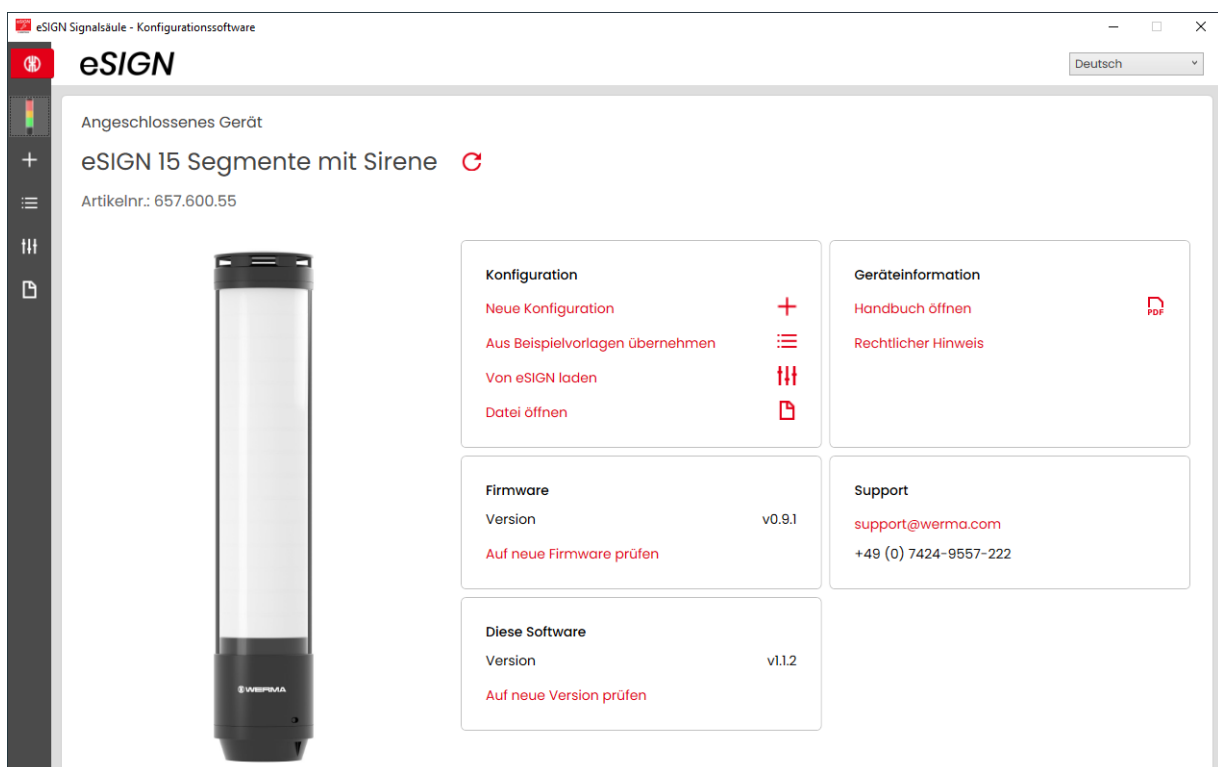 eSIGN Signalsäule - Konfigurationssoftware
eSIGN
Deutsch
Angeschlossenes Gerät
eSIGN 15 Segmente mit Sirene
Artikelnr.: 657.600.55
Konfiguration
Neue Konfiguration
Aus Beispielvorlagen übernehmen
Von eSIGN laden
Datei öffnen
Geräteinformation
Handbuch öffnen
PDF
Rechtlicher Hinweis
Firmware
Version v0.9.1
Auf neue Firmware prüfen
Support
support@werma.com
+49 (0) 7424-9557-222
Diese Software
Version v1.1.2
Auf neue Version prüfen
WERMA